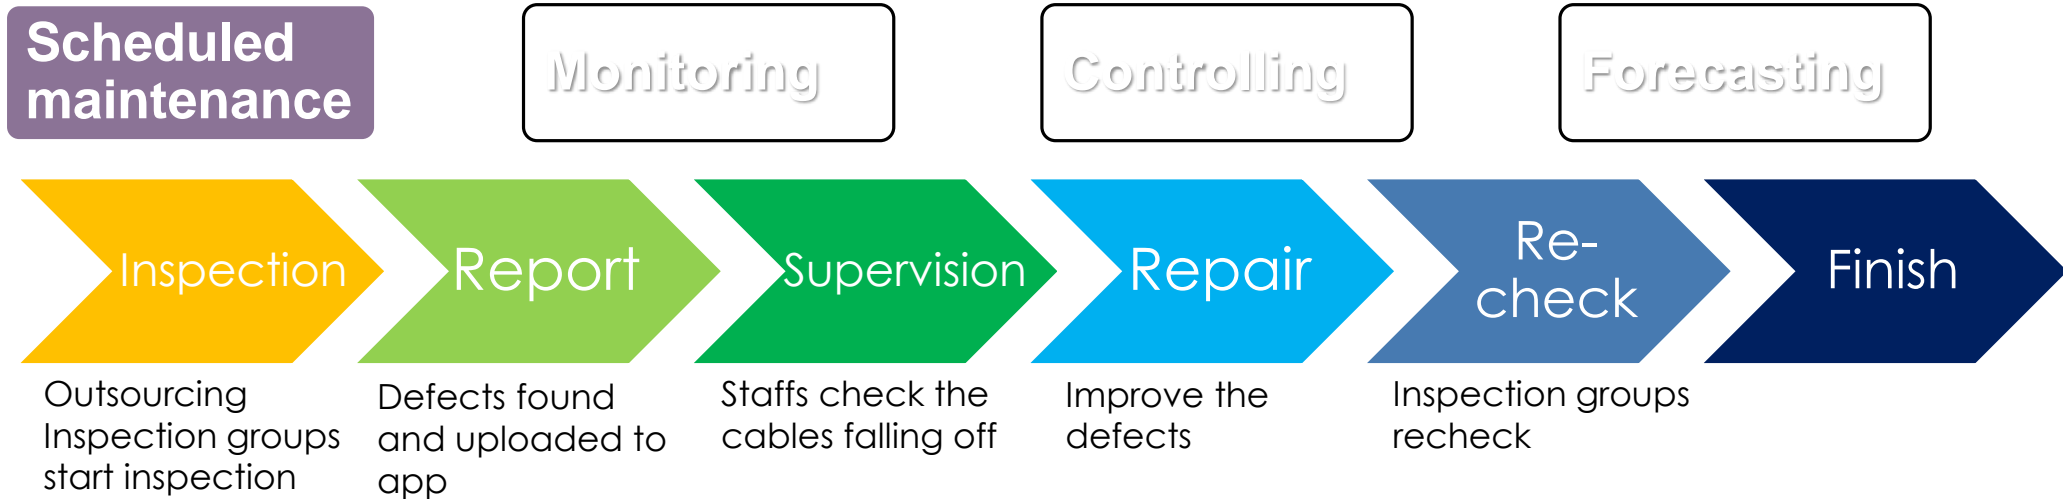 Scheduled
maintenance
Monitoring
Controlling
Forecasting
Inspection
Report
Supervision
Repair
Re-
check
Finish
Outsourcing
Inspection groups
start inspection
Defects found
and uploaded to
app
Staffs check the
cables falling off
Improve the
defects
Inspection groups
recheck